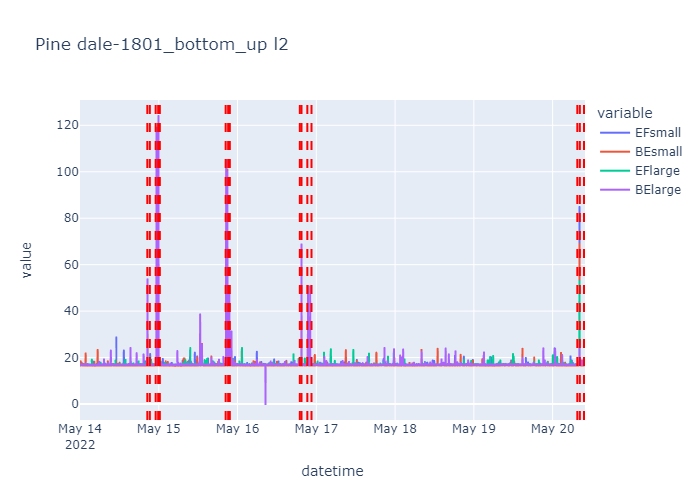 Pine dale-1801_bottom_up l2
variable
EFsmall
BEsmall
EFlarge
BElarge
value
120
100
80
60
40
20
0
May 14
2022
May 15
May 16
May 17
May 18
May 19
May 20
datetime